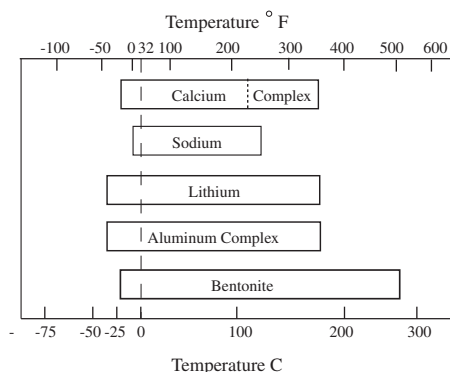 Temperature ° F
-100 -50 0 32 100 200 300 400 500 600
Calcium Complex
Sodium
Lithium
Aluminum Complex
Bentonite
- -75 -50 -25 0 100 200 300
Temperature C